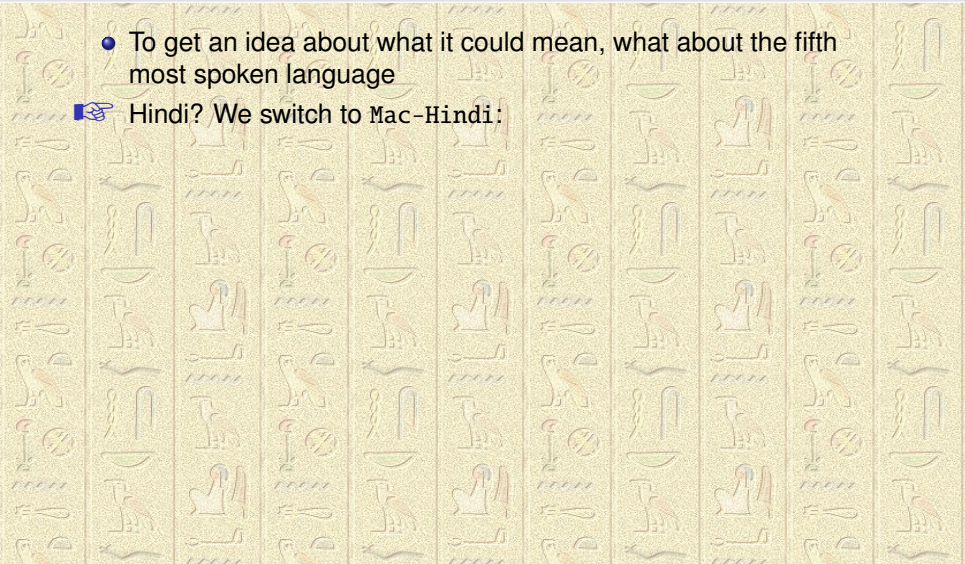 To get an idea about what it could mean, what about the fifth
most spoken language
Hindi? We switch to Mac-Hindi: